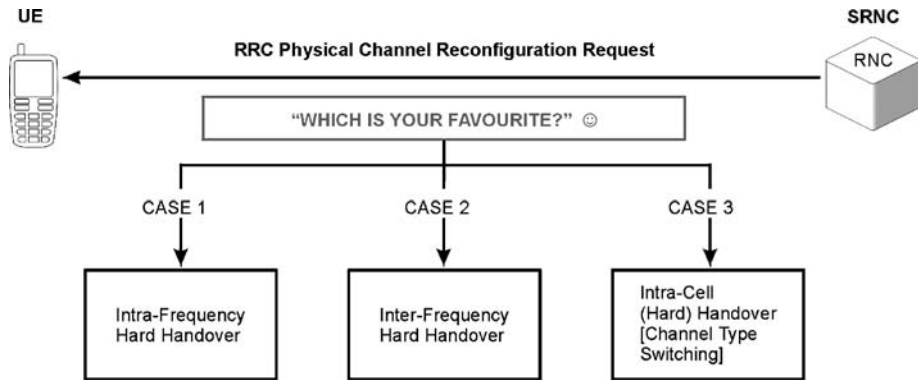 UE
SRNC
RRC Physical Channel Reconfiguration Request
RNC
“WHICH IS YOUR FAVOURITE?” ☺
CASE 1
CASE 2
CASE 3
Intra-Frequency
Hard Handover
Inter-Frequency
Hard Handover
Intra-Cell
(Hard) Handover
[Channel Type
Switching]